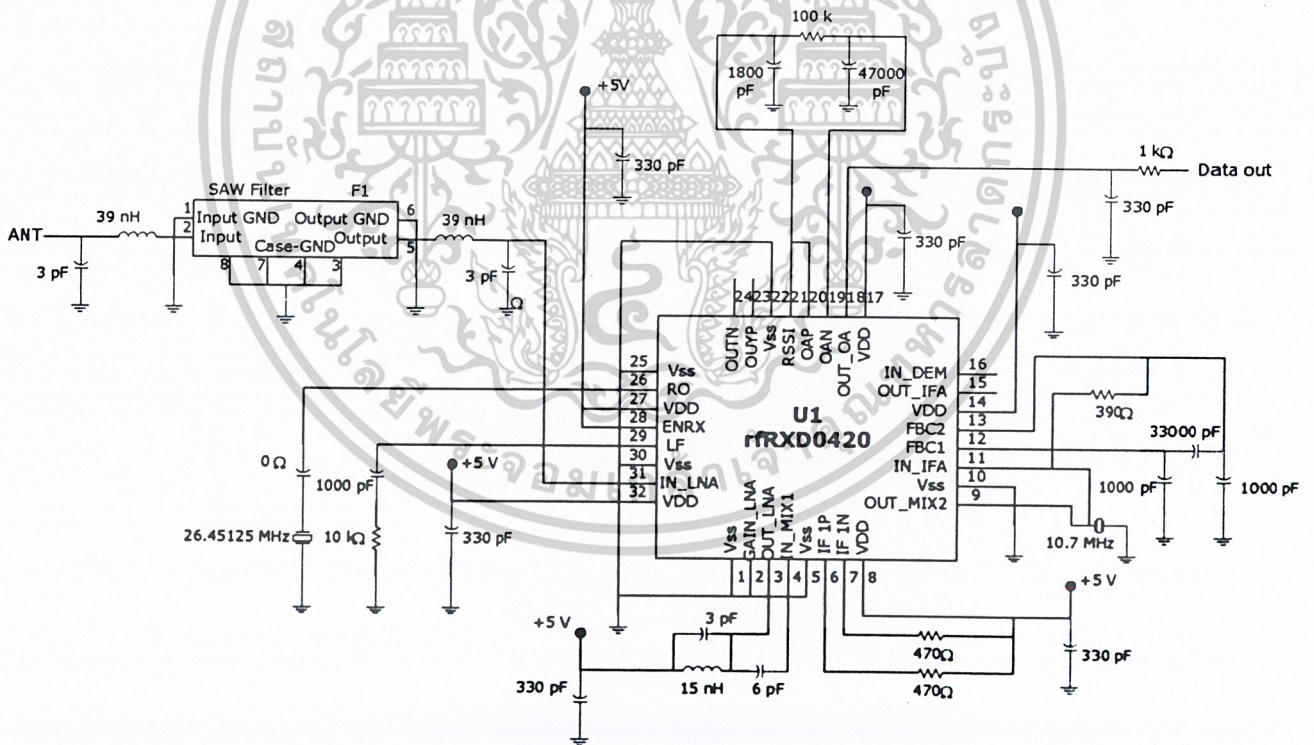 100 k
1800
pF
47000
pF
+5V
330 pF
1 kΩ
Data out
330 pF
SAW Filter
F1
39 nH
1
Input GND
Output GND
6
39 nH
ANT
2
Input
Case-GND
Output
5
8
7
4
3
3 pF
3 pF
Ω
330 pF
330 pF
24 23 22 21 20 19 18 17
OUTN
OUYP
Vss
RSSI
OAP
OAN
OUT_OA
VDD
25
Vss
26
RO
27
VDD
28
ENRX
29
LF
30
Vss
31
IN_LNA
32
VDD
U1
rfRXD0420
IN_DEM
16
OUT_IFA
15
VDD
14
FBC2
13
FBC1
12
IN_IFA
11
Vss
10
OUT_MIX2
9
390Ω
33000 pF
1000 pF
1000 pF
10.7 MHz
0 Ω
1000 pF
+5 V
26.45125 MHz
10 kΩ
330 pF
Vss
GAIN_LNA
OUT_LNA
IN_MIX1
Vss
IF 1P
IF 1N
VDD
1 2 3 4 5 6 7 8
+5 V
3 pF
15 nH
6 pF
330 pF
470Ω
470Ω
+5 V
330 pF